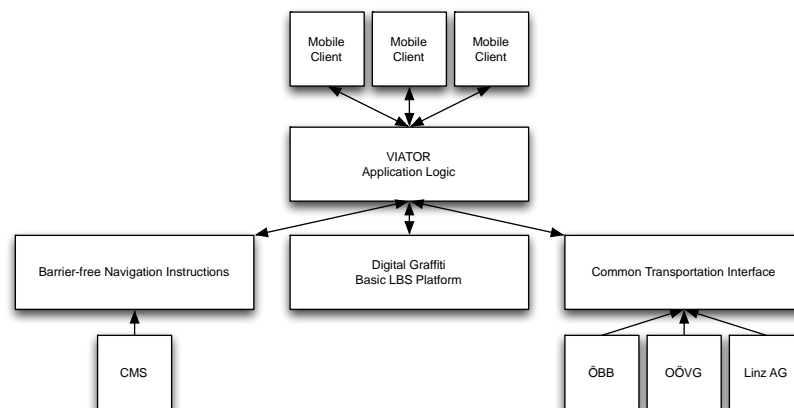 Mobile
Client
Mobile
Client
Mobile
Client
VIATOR
Application Logic
Barrier-free Navigation Instructions
Digital Graffiti
Basic LBS Platform
Common Transportation Interface
CMS
ÖBB
OÖVG
Linz AG